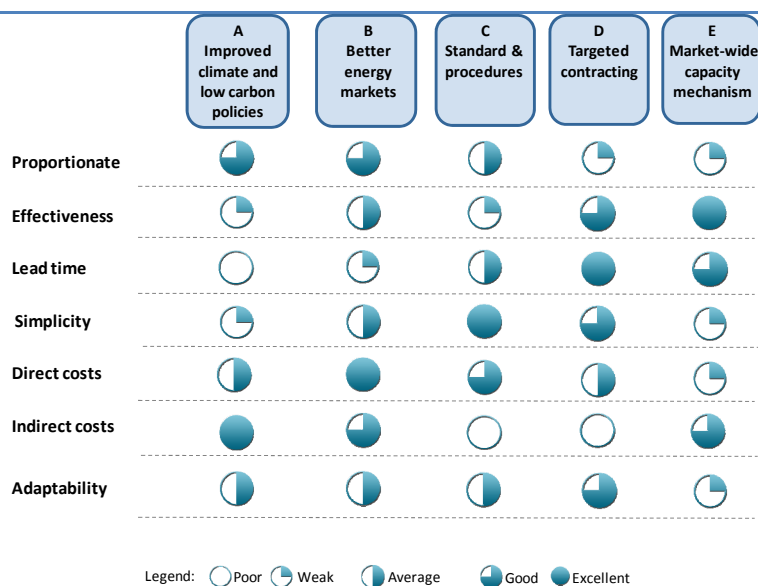 A
Improved
climate and
low carbon
policies
B
Better
energy
markets
C
Standard &
procedures
D
Targeted
contracting
E
Market-wide
capacity
mechanism
Proportionate
Effectiveness
Lead time
Simplicity
Direct costs
Indirect costs
Adaptability
Legend: Poor Weak Average Good Excellent